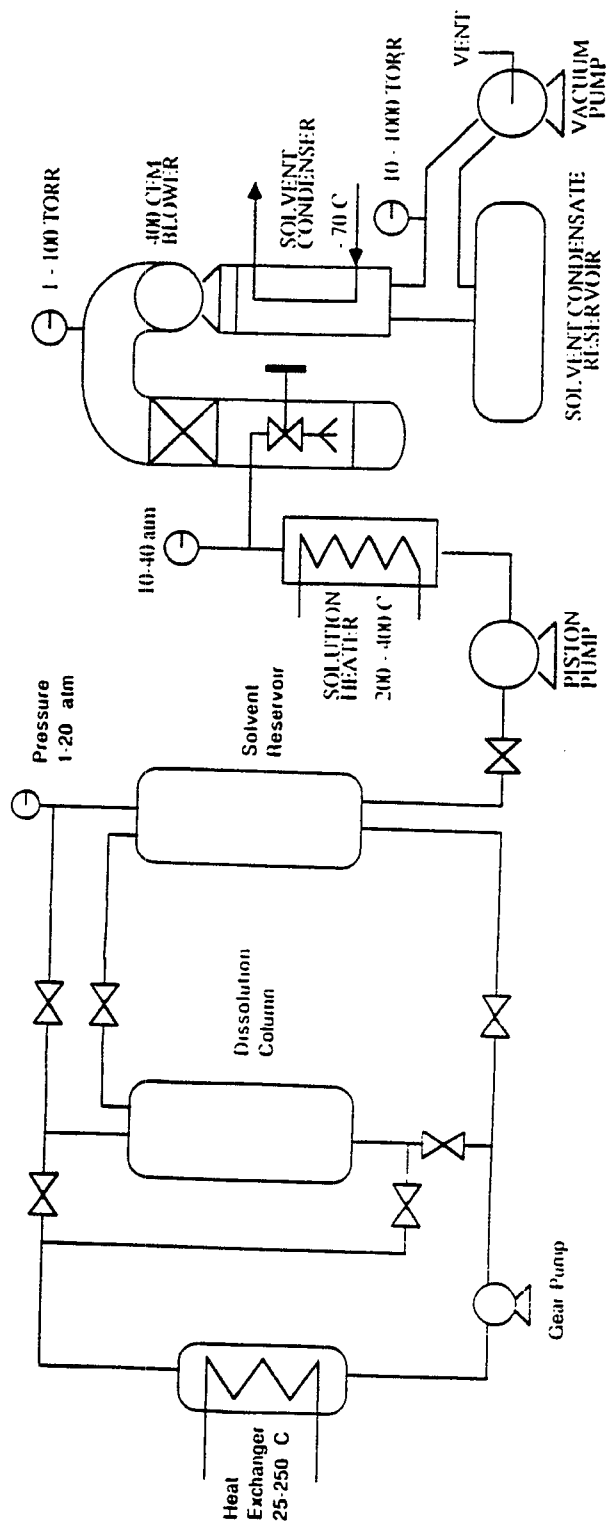 Heat
Exchanger
25-250 C
Gear Pump
Dissolution
Column
Solvent
Reservoir
Pressure
1-20 atm
PISTON
PUMP
SOLUTION
HEATER
200 - 400 C
10-40 atm
1 - 100 TORR
400 CFM
BLOWER
SOLVENT
CONDENSER
-70 C
10 - 1000 TORR
SOLVENT CONDENSATE
RESERVOIR
VENT
VACUUM
PUMP